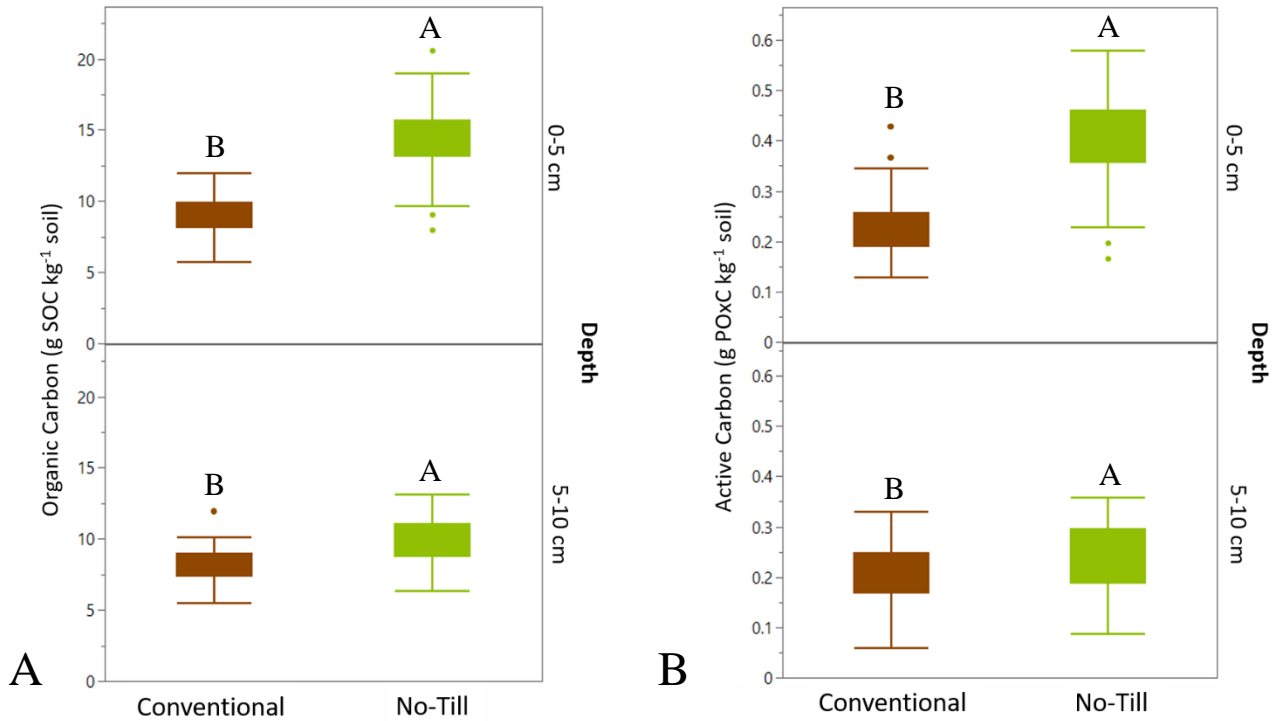 Organic Carbon (g SOC kg⁻¹ soil)
20
15
10
5
0
B
A
0-5 cm
20
15
10
5
0
B
A
5-10 cm
Depth
Conventional
No-Till
A
Active Carbon (g POxC kg⁻¹ soil)
0.6
0.5
0.4
0.3
0.2
0.1
0
B
A
0-5 cm
0.6
0.5
0.4
0.3
0.2
0.1
0
B
A
5-10 cm
Depth
Conventional
No-Till
B